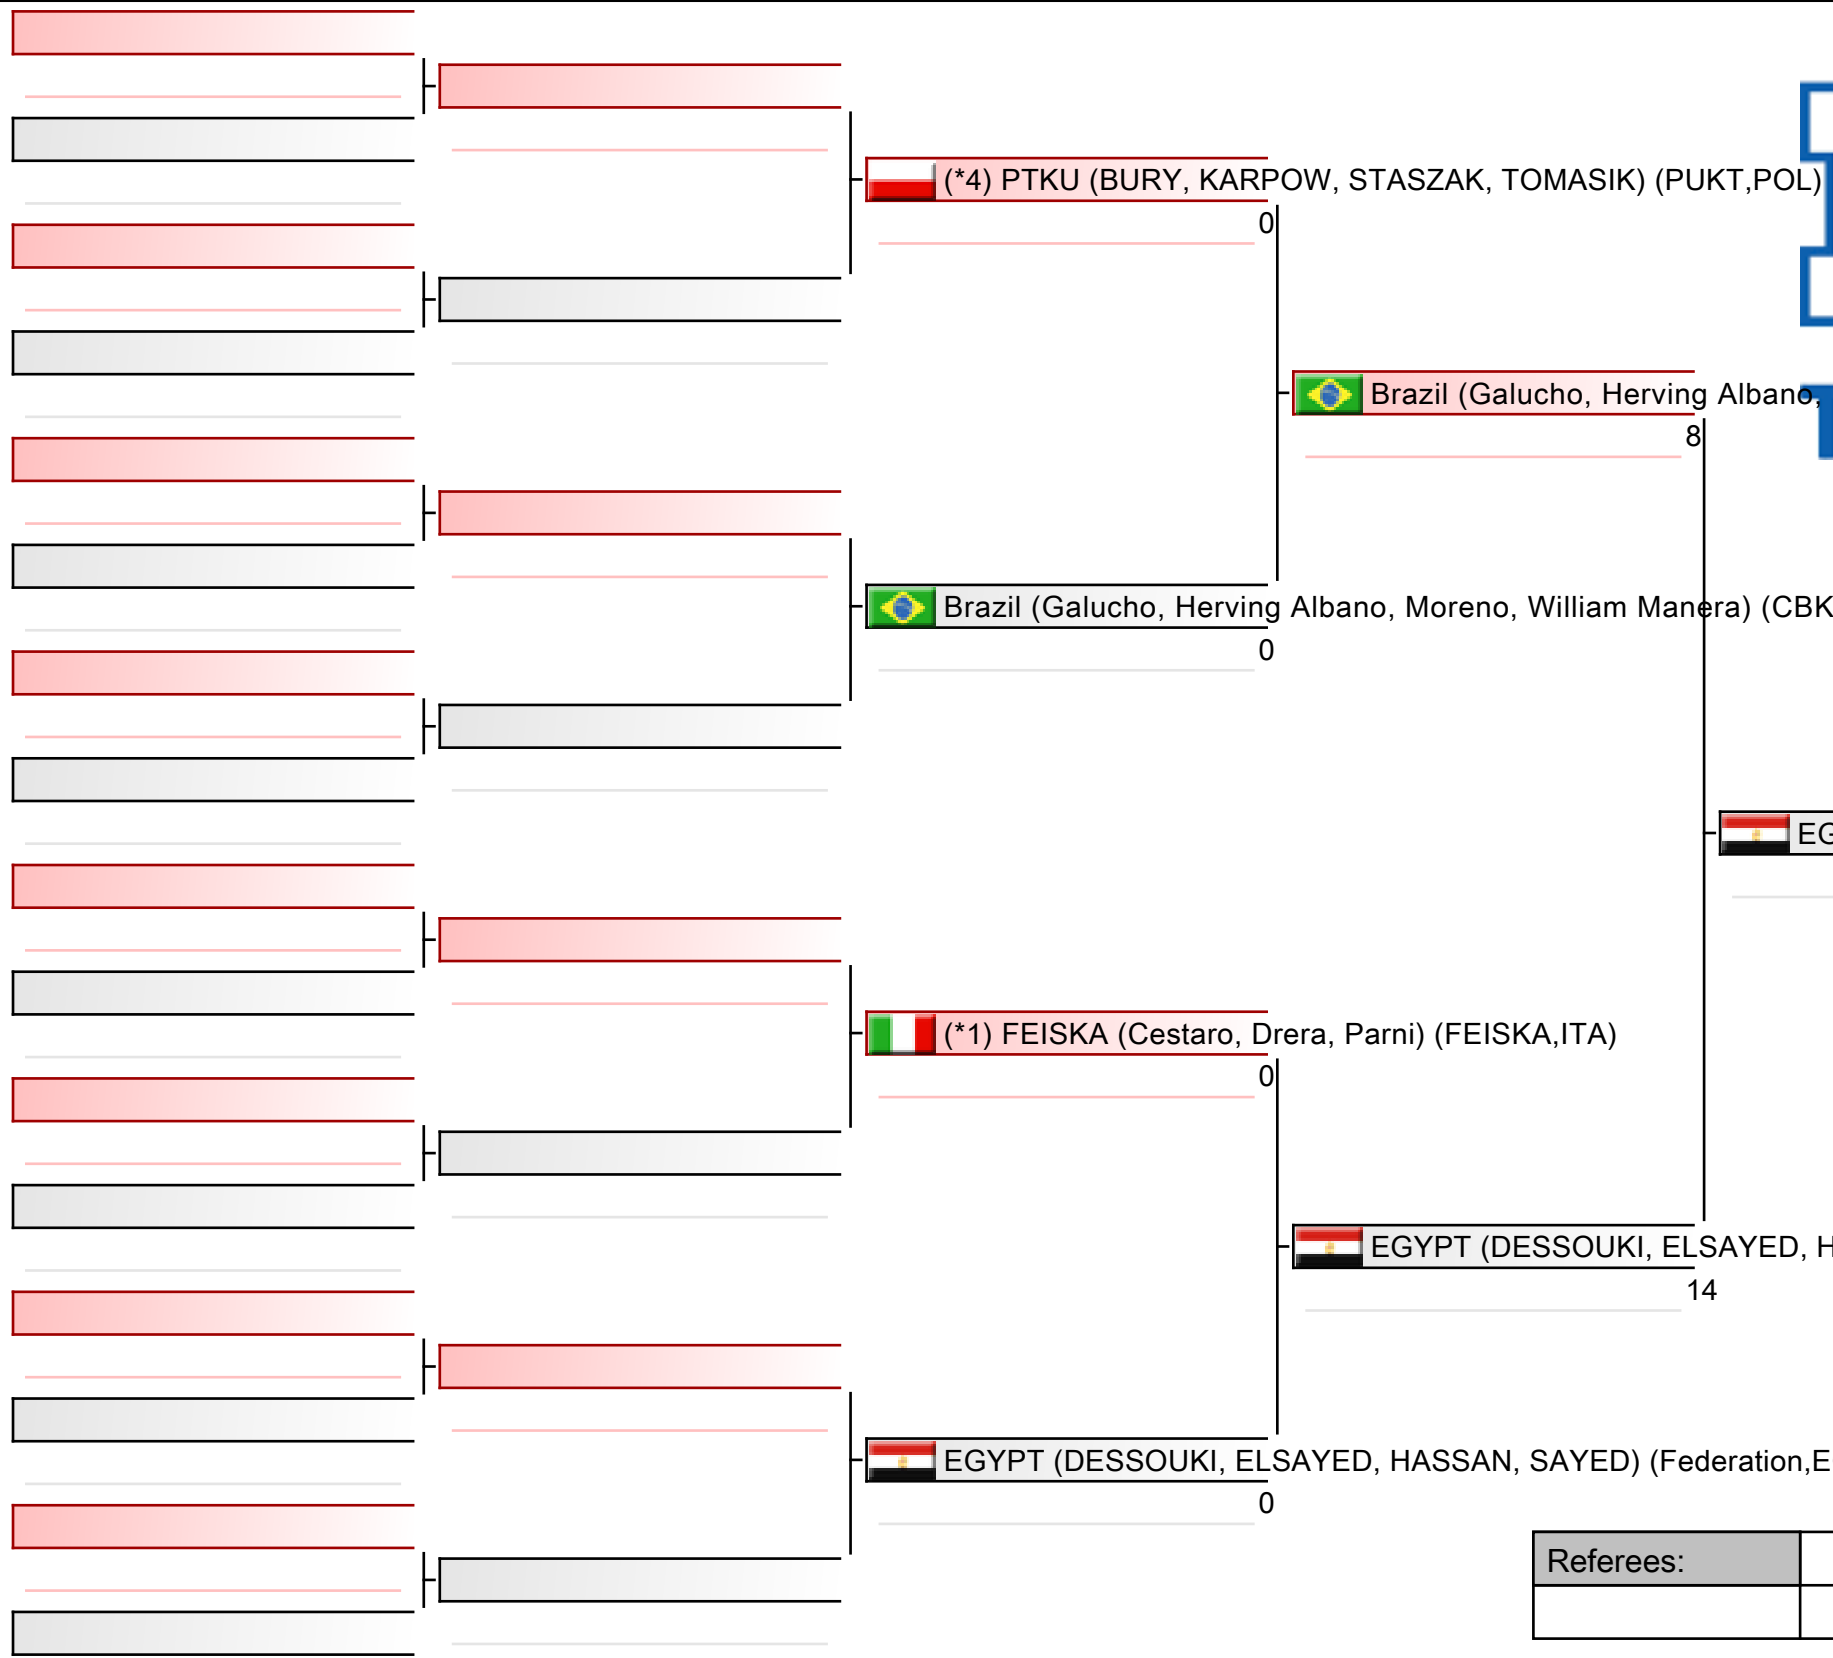 (*4) PTKU (BURY, KARPOW, STASZAK, TOMASIK) (PUKT,POL)
0
Brazil (Galucho, Herving Albano,
8
Brazil (Galucho, Herving Albano, Moreno, William Manera) (CBK
0
EG
(*1) FEISKA (Cestaro, Drera, Parni) (FEISKA,ITA)
0
EGYPT (DESSOUKI, ELSAYED, H
14
EGYPT (DESSOUKI, ELSAYED, HASSAN, SAYED) (Federation,E
0
Referees: